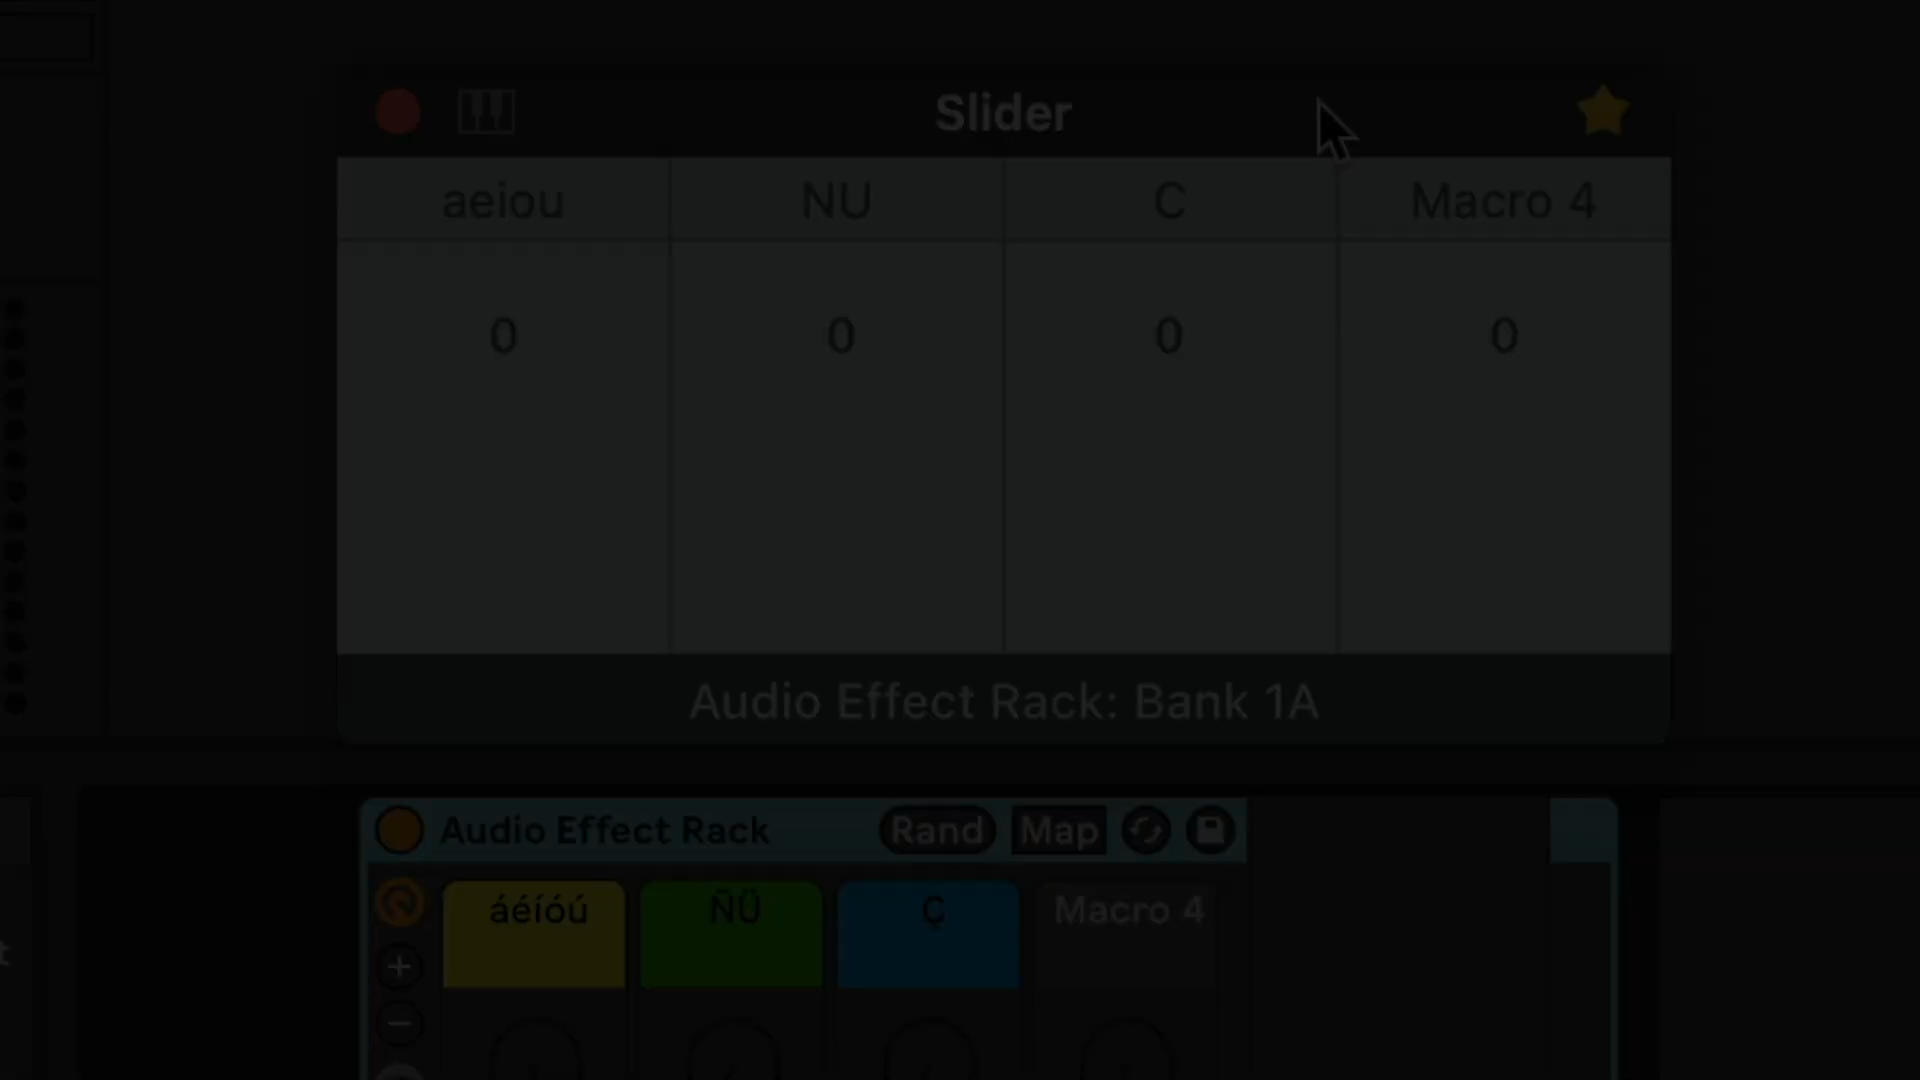 Slider
aeiou NU C Macro 4
0 0 0 0
Audio Effect Rack: Bank 1A
Audio Effect Rack Rand Map
áéíóú ÑÜ Ç Macro 4
t